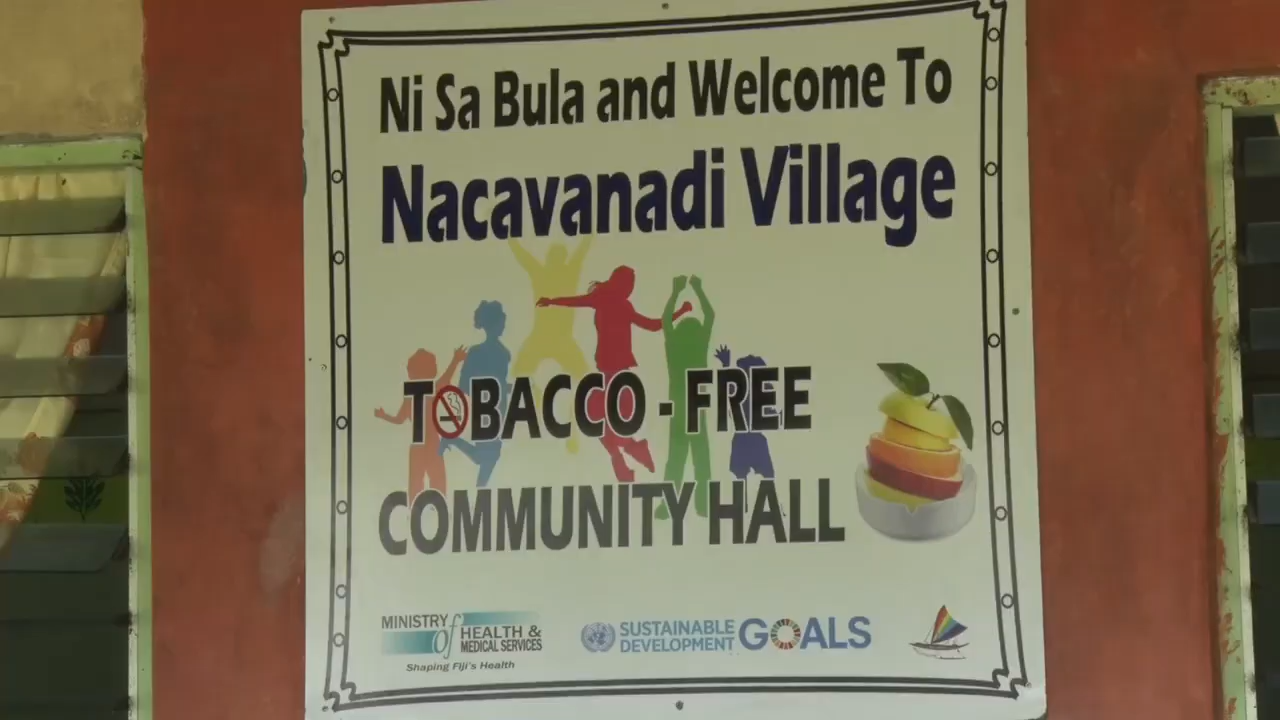 Ni Sa Bula and Welcome To
Nacavanadi Village
TOBACCO - FREE
COMMUNITY HALL
MINISTRY of HEALTH & MEDICAL SERVICES
Shaping Fiji's Health
SUSTAINABLE DEVELOPMENT GOALS